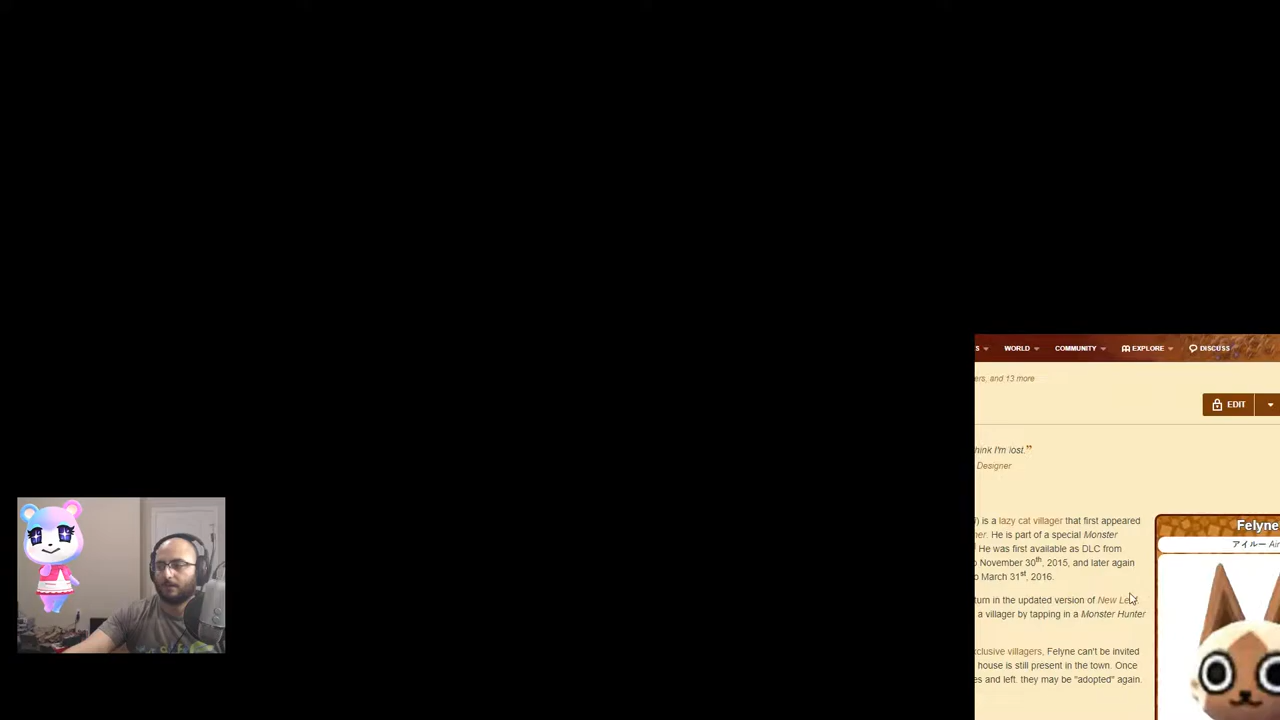 S WORLD COMMUNITY EXPLORE DISCUSS
ers, and 13 more
EDIT
hink I'm lost.”
Designer
) is a lazy cat villager that first appeared
ner. He is part of a special Monster
He was first available as DLC from
o November 30th, 2015, and later again
o March 31st, 2016.
turn in the updated version of New Leaf.
a villager by tapping in a Monster Hunter
xclusive villagers, Felyne can't be invited
house is still present in the town. Once
es and left. they may be "adopted" again.
Felyne
アイルー Air